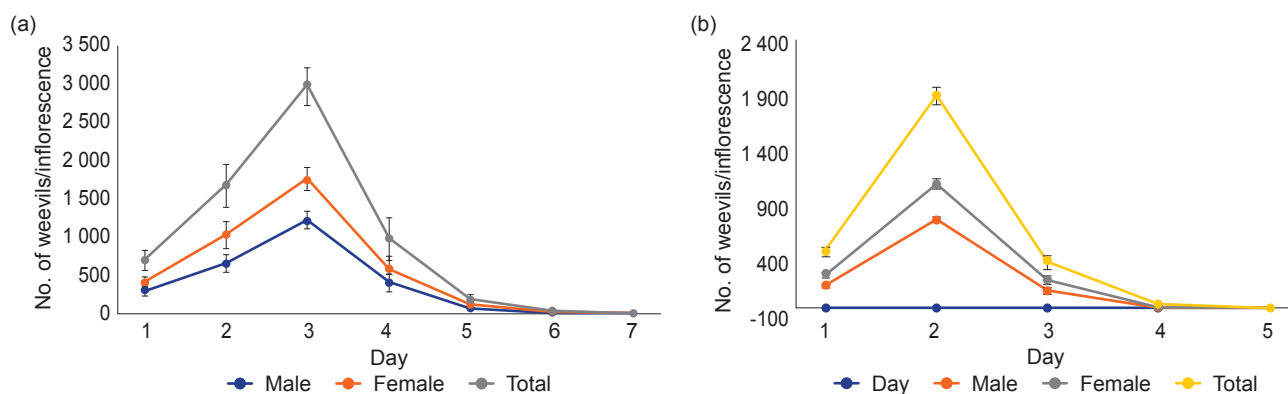 (a)
No. of weevils/inflorescence
3 500
3 000
2 500
2 000
1 500
1 000
500
0
1 2 3 4 5 6 7
Day
Male Female Total
(b)
No. of weevils/inflorescence
2 400
1 900
1 400
900
400
-100
1 2 3 4 5
Day
Day Male Female Total